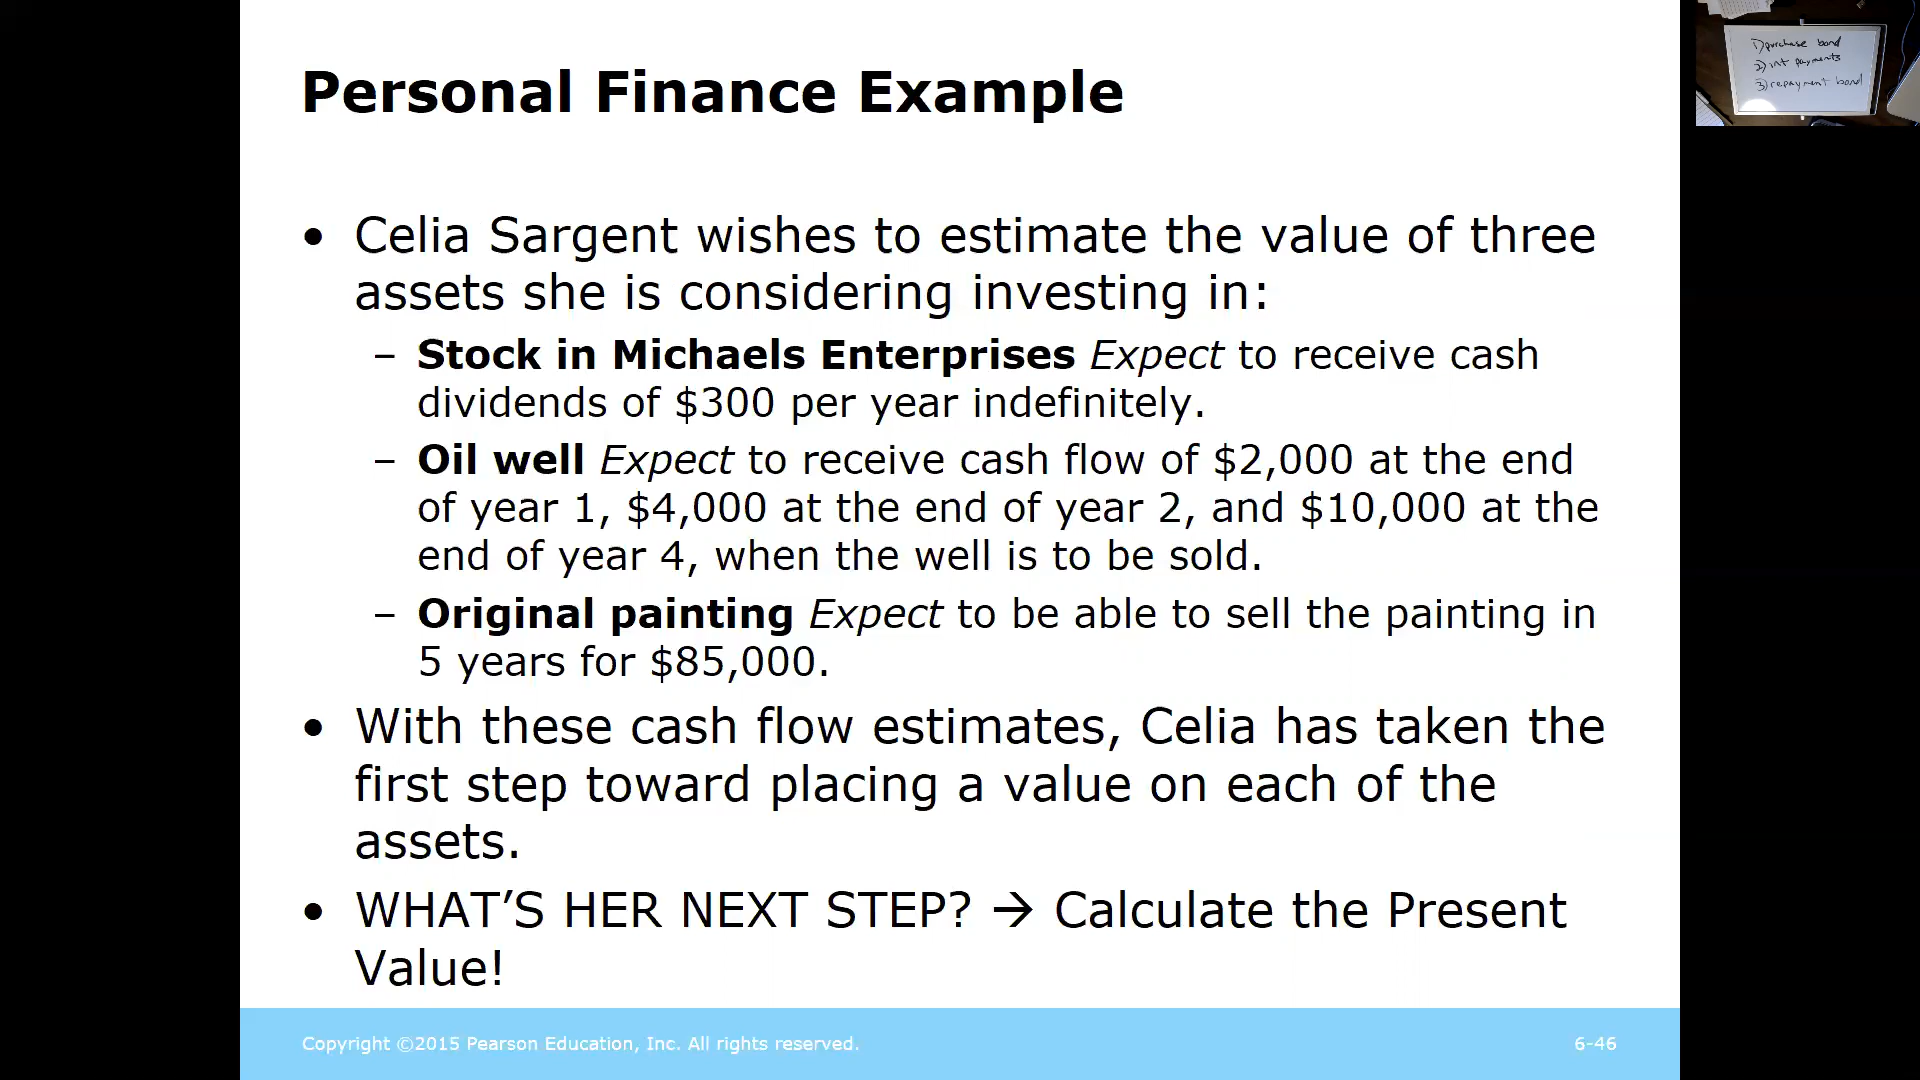 Personal Finance Example
• Celia Sargent wishes to estimate the value of three
assets she is considering investing in:
– Stock in Michaels Enterprises Expect to receive cash
dividends of $300 per year indefinitely.
– Oil well Expect to receive cash flow of $2,000 at the end
of year 1, $4,000 at the end of year 2, and $10,000 at the
end of year 4, when the well is to be sold.
– Original painting Expect to be able to sell the painting in
5 years for $85,000.
• With these cash flow estimates, Celia has taken the
first step toward placing a value on each of the
assets.
• WHAT’S HER NEXT STEP? → Calculate the Present
Value!
Copyright ©2015 Pearson Education, Inc. All rights reserved.
6-46
1) purchase bond
2) int payments
3) repayment bond